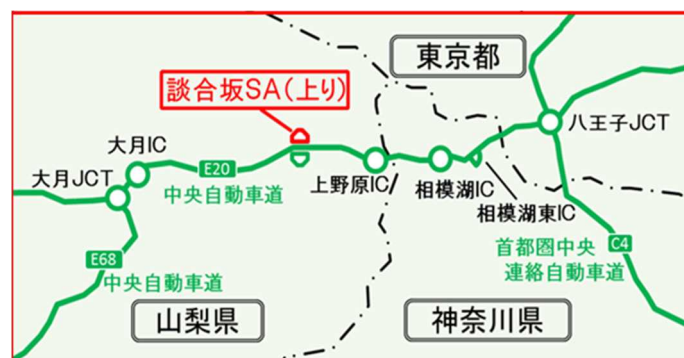 東京都
談合坂SA(上り)
八王子JCT
大月IC
大月JCT
E20
中央自動車道
上野原IC
相模湖IC
相模湖東IC
首都圏中央
連絡自動車道
C4
E68
中央自動車道
山梨県
神奈川県